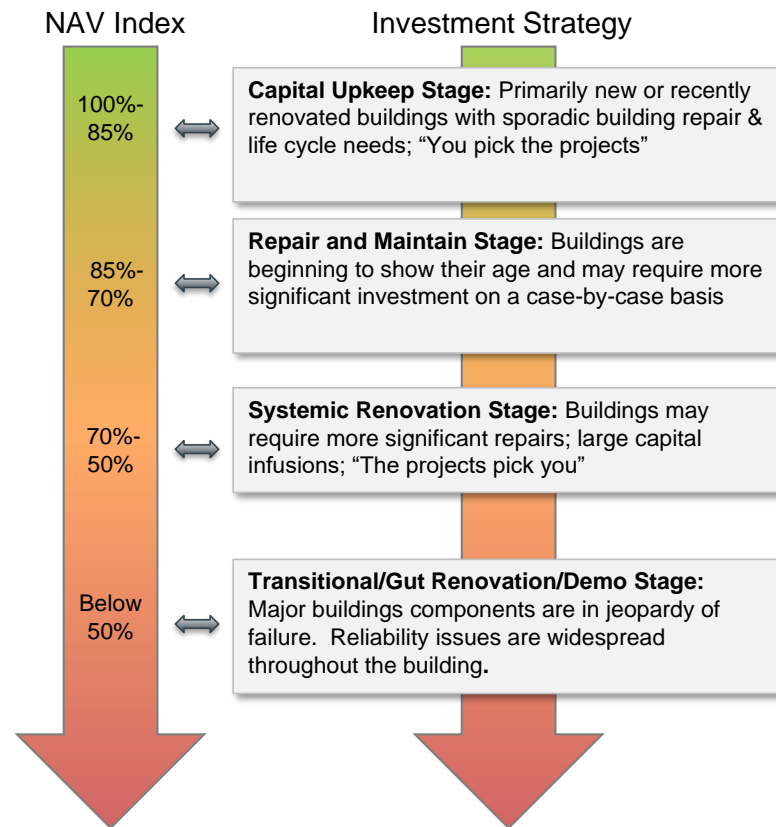 NAV Index
Investment Strategy
100%-
85%
Capital Upkeep Stage: Primarily new or recently
renovated buildings with sporadic building repair &
life cycle needs; “You pick the projects”
85%-
70%
Repair and Maintain Stage: Buildings are
beginning to show their age and may require more
significant investment on a case-by-case basis
70%-
50%
Systemic Renovation Stage: Buildings may
require more significant repairs; large capital
infusions; “The projects pick you”
Below
50%
Transitional/Gut Renovation/Demo Stage:
Major buildings components are in jeopardy of
failure.  Reliability issues are widespread
throughout the building.